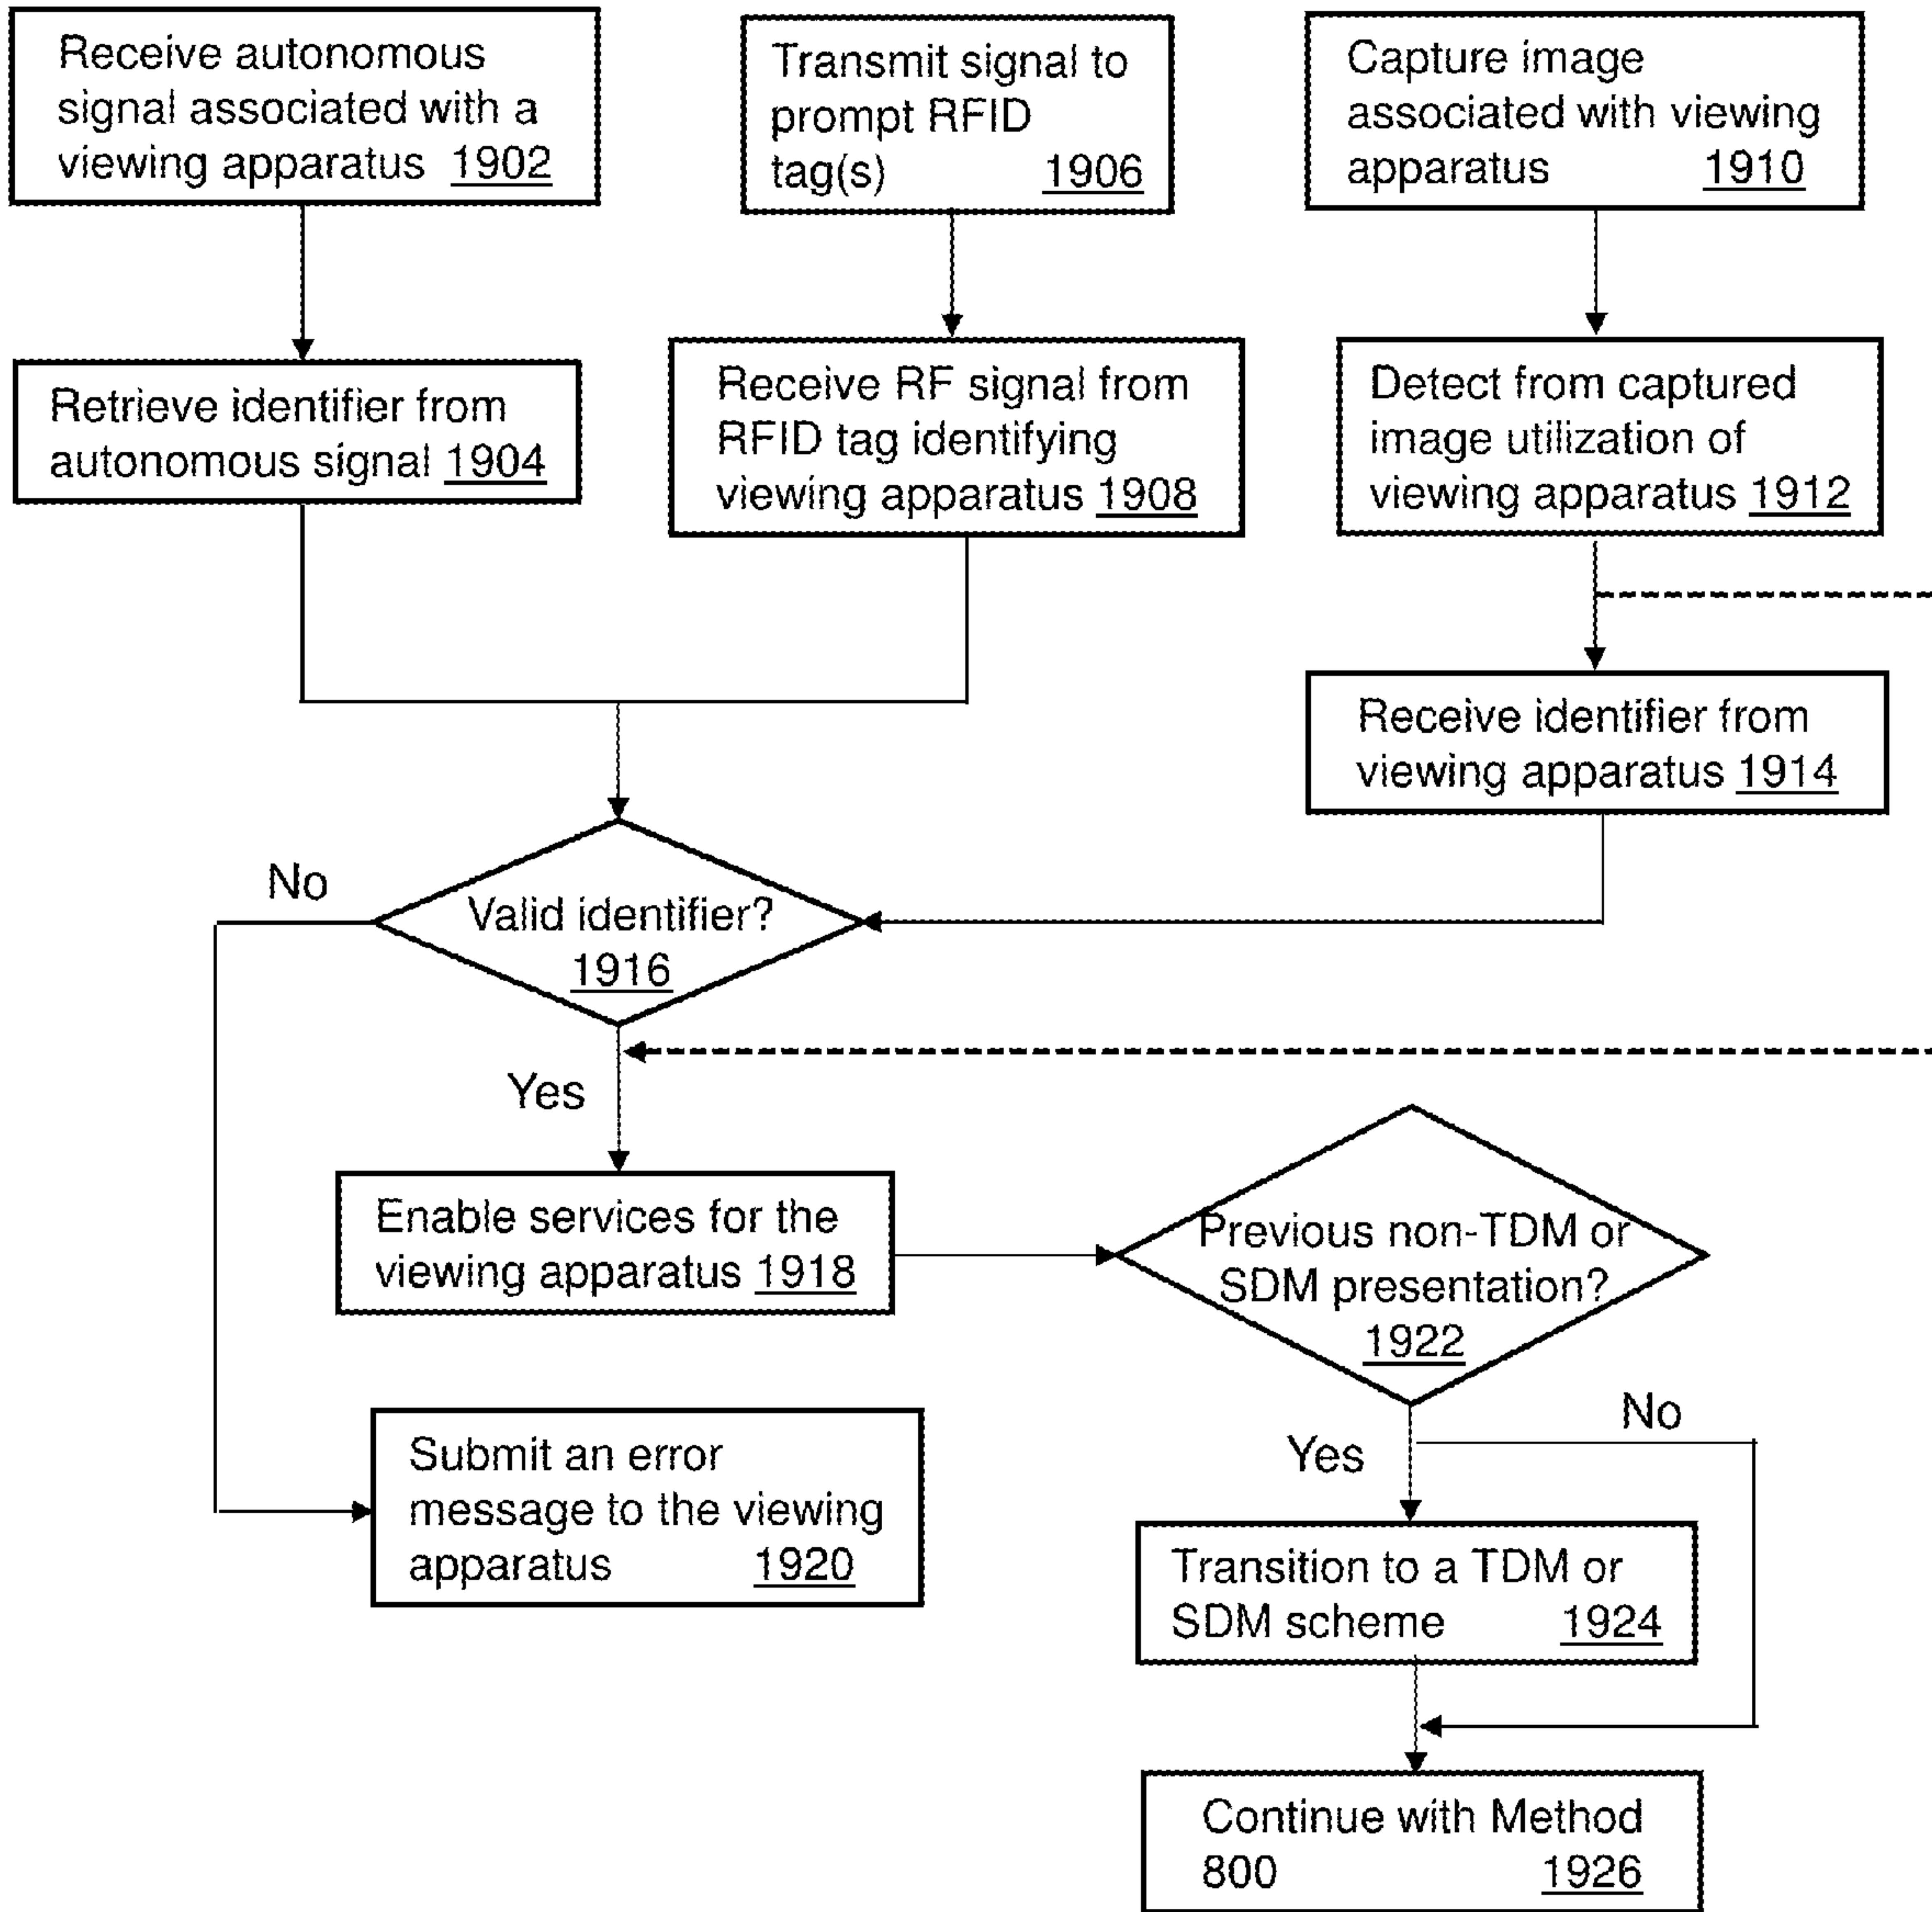 Receive autonomous
signal associated with a
viewing apparatus 1902
Transmit signal to
prompt RFID
tag(s) 1906
Capture image
associated with viewing
apparatus 1910
Retrieve identifier from
autonomous signal 1904
Receive RF signal from
RFID tag identifying
viewing apparatus 1908
Detect from captured
image utilization of
viewing apparatus 1912
Receive identifier from
viewing apparatus 1914
No
Valid identifier?
1916
Yes
Enable services for the
viewing apparatus 1918
Previous non-TDM or
SDM presentation?
1922
No
Yes
Submit an error
message to the viewing
apparatus 1920
Transition to a TDM or
SDM scheme 1924
Continue with Method
800 1926